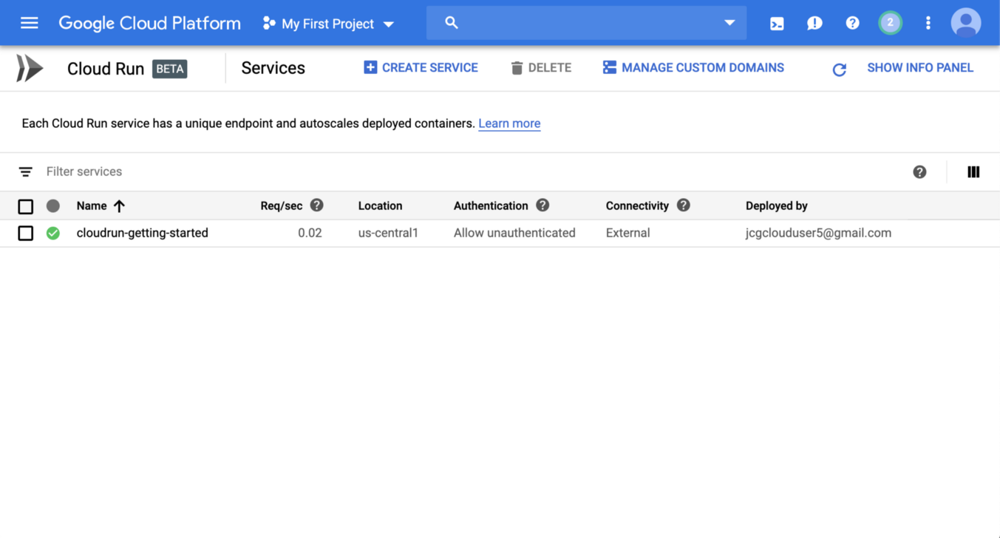 Google Cloud Platform My First Project 2
Cloud Run BETA Services CREATE SERVICE DELETE MANAGE CUSTOM DOMAINS SHOW INFO PANEL
Each Cloud Run service has a unique endpoint and autoscales deployed containers. Learn more
Filter services
Name Req/sec Location Authentication Connectivity Deployed by
cloudrun-getting-started 0.02 us-central1 Allow unauthenticated External jcgclouduser5@gmail.com